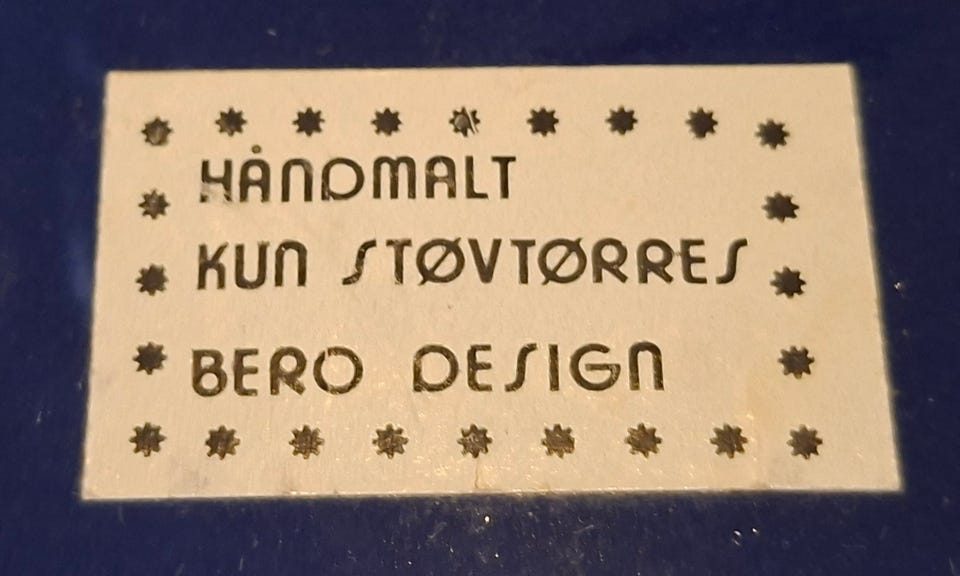 HÅNDMALT
KUN STØVTØRRES
BERO DESIGN